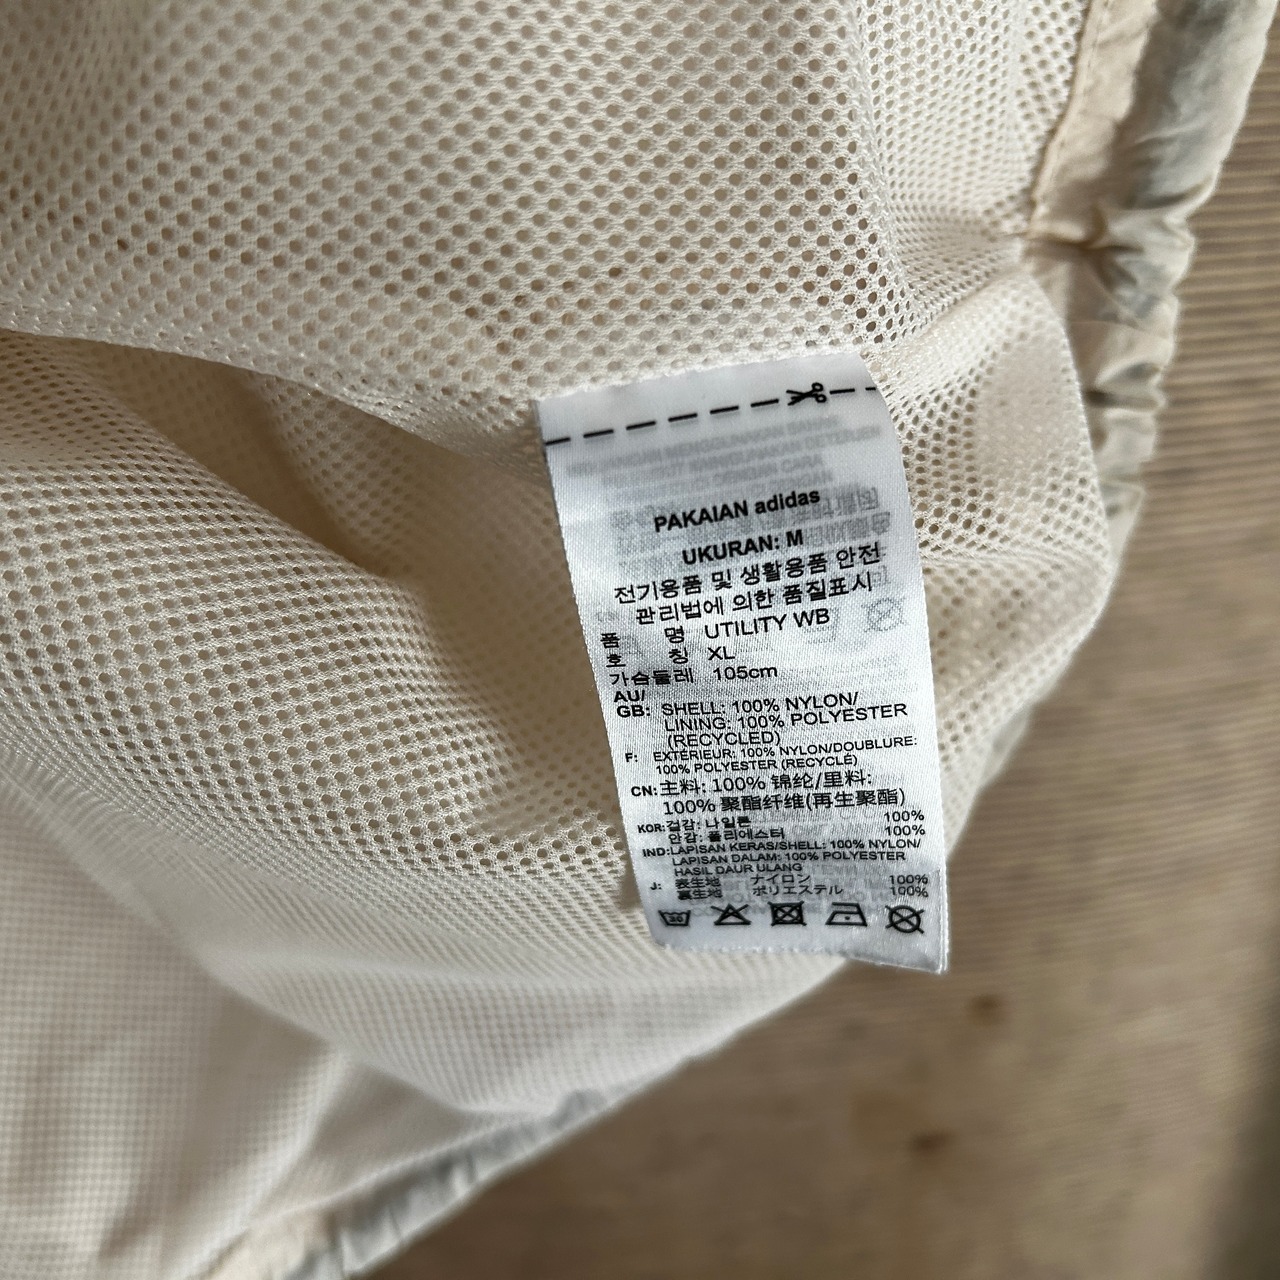 PAKAIAN adidas
UKURAN: M
전기용품 및 생활용품 안전
관리법에 의한 품질표시
품 명 UTILITY WB
호 칭 XL
가슴둘레 105cm
AU/
GB: SHELL: 100% NYLON/
LINING: 100% POLYESTER
(RECYCLED)
F: EXTÉRIEUR: 100% NYLON/DOUBLURE:
100% POLYESTER (RECYCLÉ)
CN: 主料: 100% 锦纶/里料:
100% 聚酯纤维(再生聚酯)
KOR: 겉감: 나일론 100%
안감: 폴리에스터 100%
IND: LAPISAN KERAS/SHELL: 100% NYLON/
LAPISAN DALAM: 100% POLYESTER
HASIL DAUR ULANG
J: 表生地 ナイロン 100%
裏生地 ポリエステル 100%
30